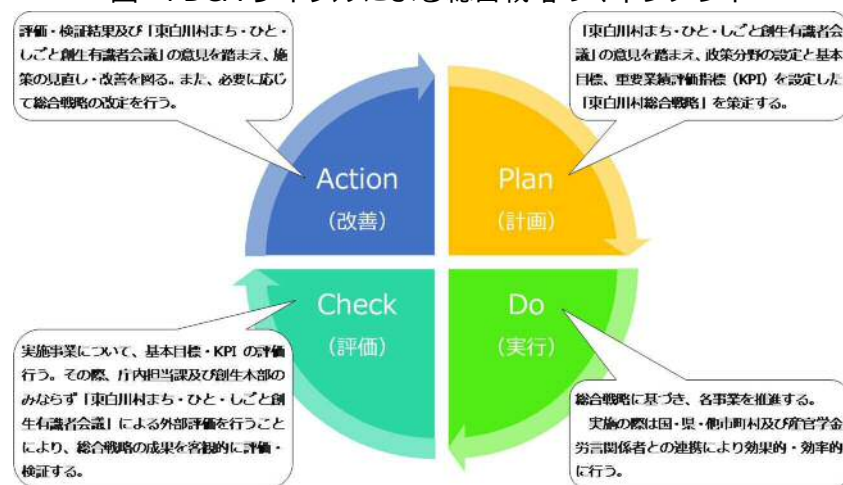 評価・検証結果及び「東白川村まち・ひと・
しごと創生有識者会議」の意見を踏まえ、施
策の見直し・改善を図る。また、必要に応じ
て総合戦略の改定を行う。
「東白川村まち・ひと・しごと創生有識者会
議」の意見を踏まえ、政策分野の設定と基本
目標、重要業績評価指標（KPI）を設定した
「東白川村総合戦略」を策定する。
Action
（改善）
Plan
（計画）
Check
（評価）
Do
（実行）
実施事業について、基本目標・KPI の評価
行う。その際、庁内担当課及び創生本部の
みならず「東白川村まち・ひと・しごと創
生有識者会議」による外部評価を行うこと
により、総合戦略の成果を客観的に評価・
検証する。
総合戦略に基づき、各事業を推進する。
実施の際は国・県・他市町村及び産官学金
労言関係者との連携により効果的・効率的
に行う。